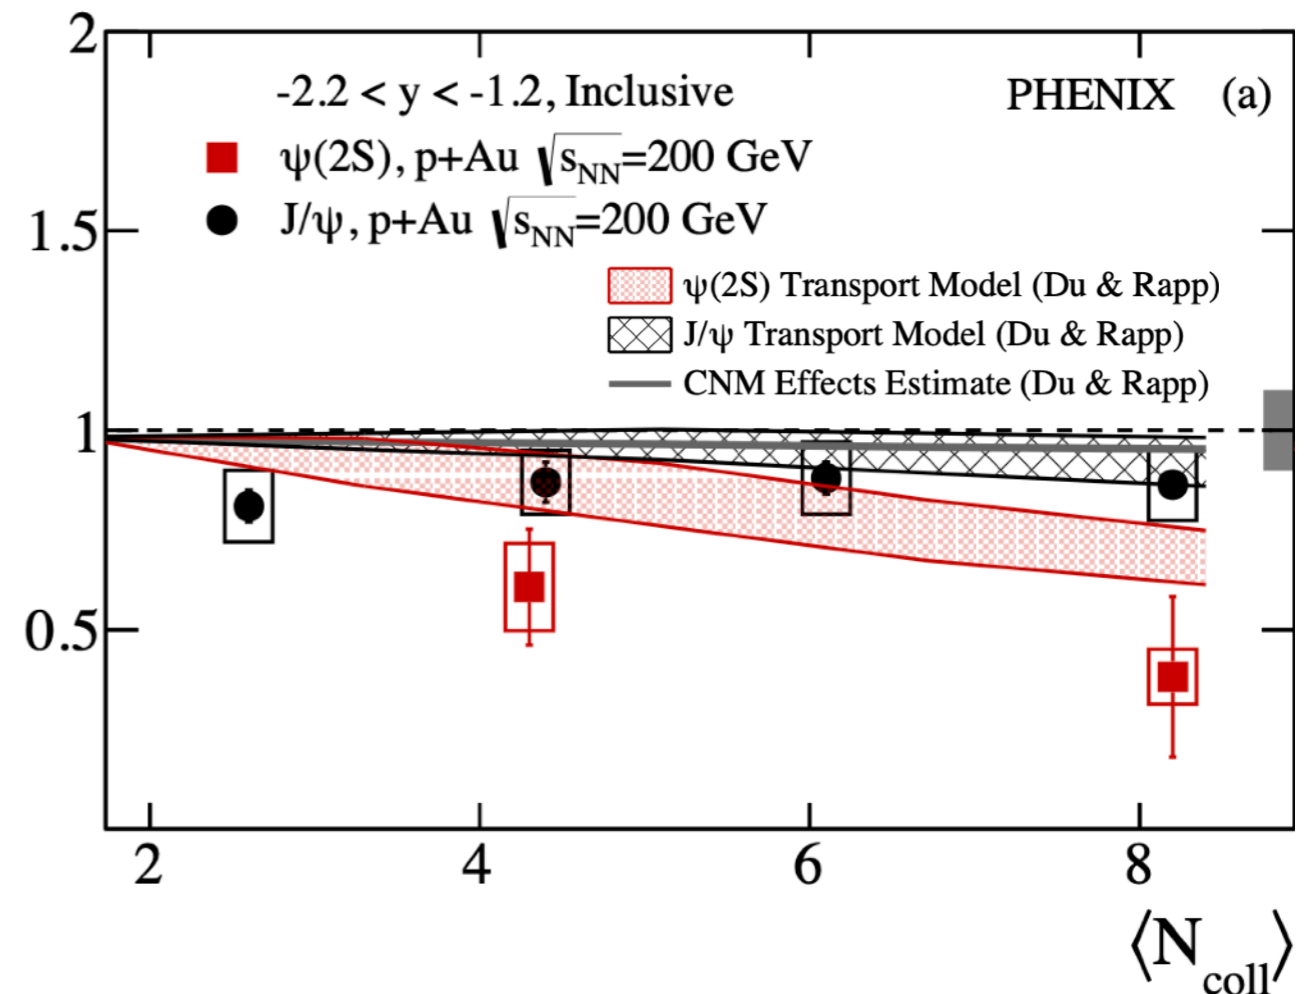 2
-2.2 < y < -1.2, Inclusive
PHENIX (a)
ψ(2S), p+Au √sNN=200 GeV
J/ψ, p+Au √sNN=200 GeV
1.5
ψ(2S) Transport Model (Du & Rapp)
J/ψ Transport Model (Du & Rapp)
CNM Effects Estimate (Du & Rapp)
1
0.5
2 4 6 8
⟨Ncoll⟩